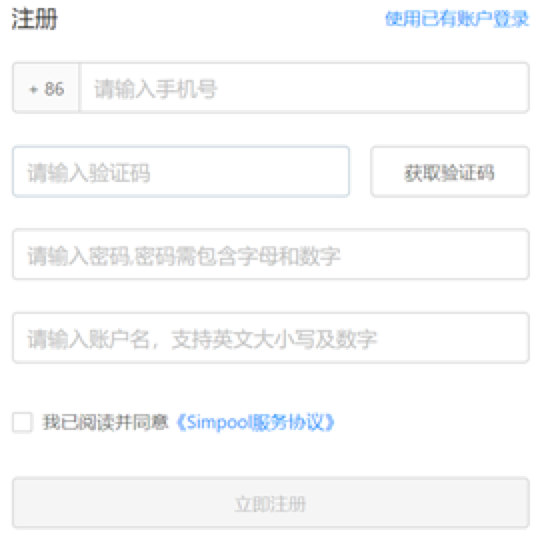 注册 使用已有账户登录
+ 86 请输入手机号
请输入验证码 获取验证码
请输入密码,密码需包含字母和数字
请输入账户名，支持英文大小写及数字
我已阅读并同意《Simpool服务协议》
立即注册